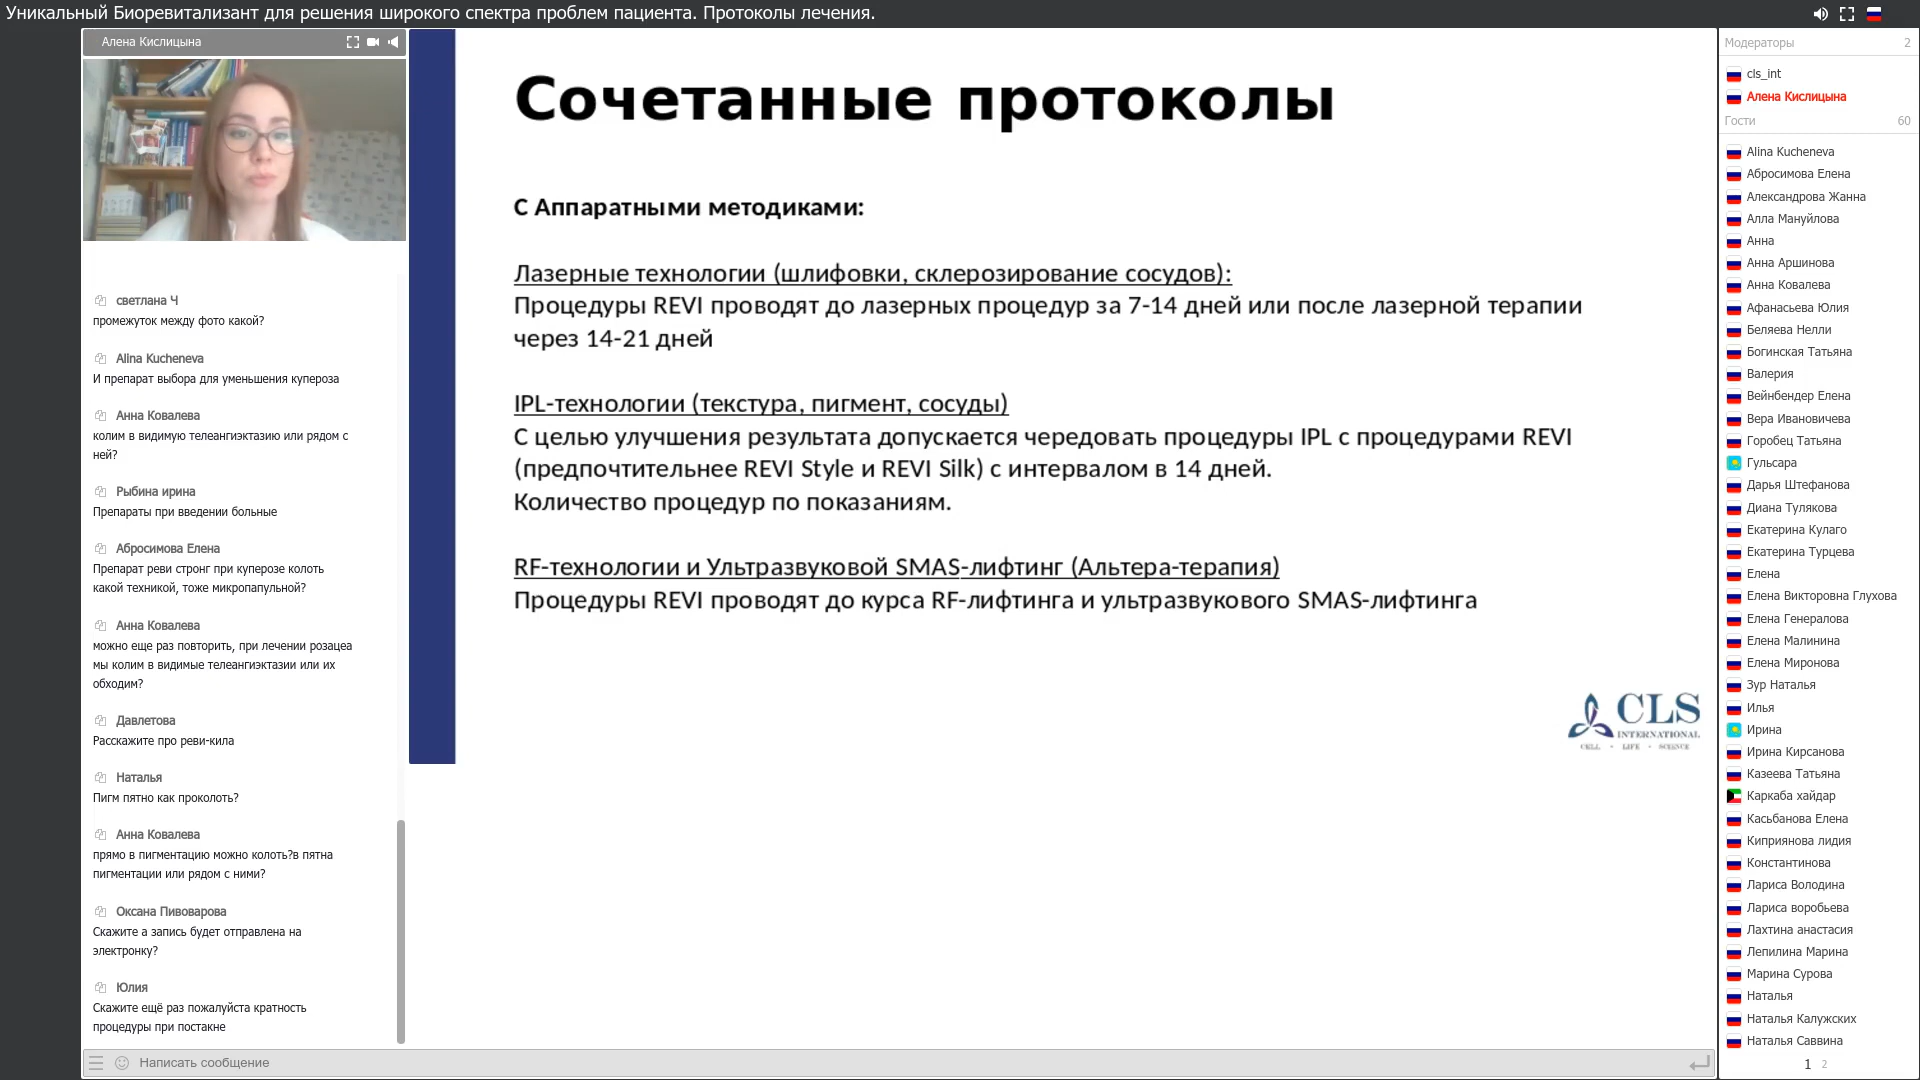 Уникальный Биоревитализант для решения широкого спектра проблем пациента. Протоколы лечения.
Алена Кислицына
светлана Ч
промежуток между фото какой?
Alina Kucheneva
И препарат выбора для уменьшения купероза
Анна Ковалева
колим в видимую телеангиэктазию или рядом с
ней?
Рыбина ирина
Препараты при введении больные
Абросимова Елена
Препарат реви стронг при куперозе колоть
какой техникой, тоже микропапульной?
Анна Ковалева
можно еще раз повторить, при лечении розацеа
мы колим в видимые телеангиэктазии или их
обходим?
Давлетова
Расскажите про реви-кила
Наталья
Пигм пятно как проколоть?
Анна Ковалева
прямо в пигментацию можно колоть?в пятна
пигментации или рядом с ними?
Оксана Пивоварова
Скажите а запись будет отправлена на
электронку?
Юлия
Скажите ещё раз пожалуйста кратность
процедуры при постакне
Написать сообщение
Сочетанные протоколы
С Аппаратными методиками:
Лазерные технологии (шлифовки, склерозирование сосудов):
Процедуры REVI проводят до лазерных процедур за 7-14 дней или после лазерной терапии
через 14-21 дней
IPL-технологии (текстура, пигмент, сосуды)
С целью улучшения результата допускается чередовать процедуры IPL с процедурами REVI
(предпочтительнее REVI Style и REVI Silk) с интервалом в 14 дней.
Количество процедур по показаниям.
RF-технологии и Ультразвуковой SMAS-лифтинг (Альтера-терапия)
Процедуры REVI проводят до курса RF-лифтинга и ультразвукового SMAS-лифтинга
CLS
INTERNATIONAL
CELL • LIFE • SCIENCE
Модераторы 2
cls_int
Алена Кислицына
Гости 60
Alina Kucheneva
Абросимова Елена
Александрова Жанна
Алла Мануйлова
Анна
Анна Аршинова
Анна Ковалева
Афанасьева Юлия
Беляева Нелли
Богинская Татьяна
Валерия
Вейнбендер Елена
Вера Ивановичева
Горобец Татьяна
Гульсара
Дарья Штефанова
Диана Тулякова
Екатерина Кулаго
Екатерина Турцева
Елена
Елена Викторовна Глухова
Елена Генералова
Елена Малинина
Елена Миронова
Зур Наталья
Илья
Ирина
Ирина Кирсанова
Казеева Татьяна
Каркаба хайдар
Касьбанова Елена
Киприянова лидия
Константинова
Лариса Володина
Лариса воробьева
Лахтина анастасия
Лепилина Марина
Марина Сурова
Наталья
Наталья Калужских
Наталья Саввина
1 2